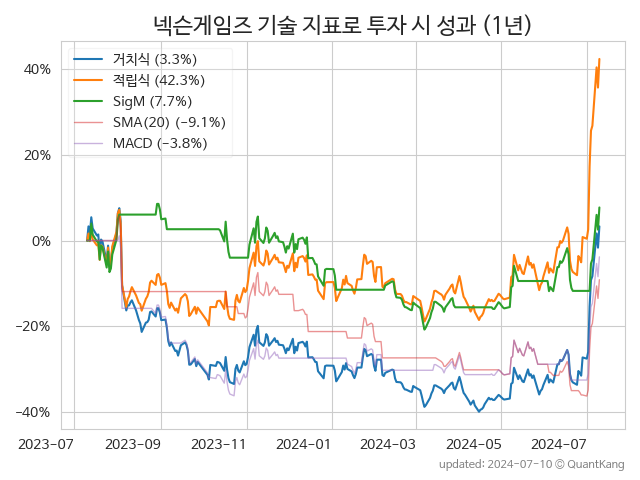 넥슨게임즈 기술 지표로 투자 시 성과 (1년)
거치식 (3.3%)
적립식 (42.3%)
SigM (7.7%)
SMA(20) (−9.1%)
MACD (−3.8%)
40%
20%
0%
−20%
−40%
2023-07 2023-09 2023-11 2024-01 2024-03 2024-05 2024-07
updated: 2024-07-10 © QuantKang